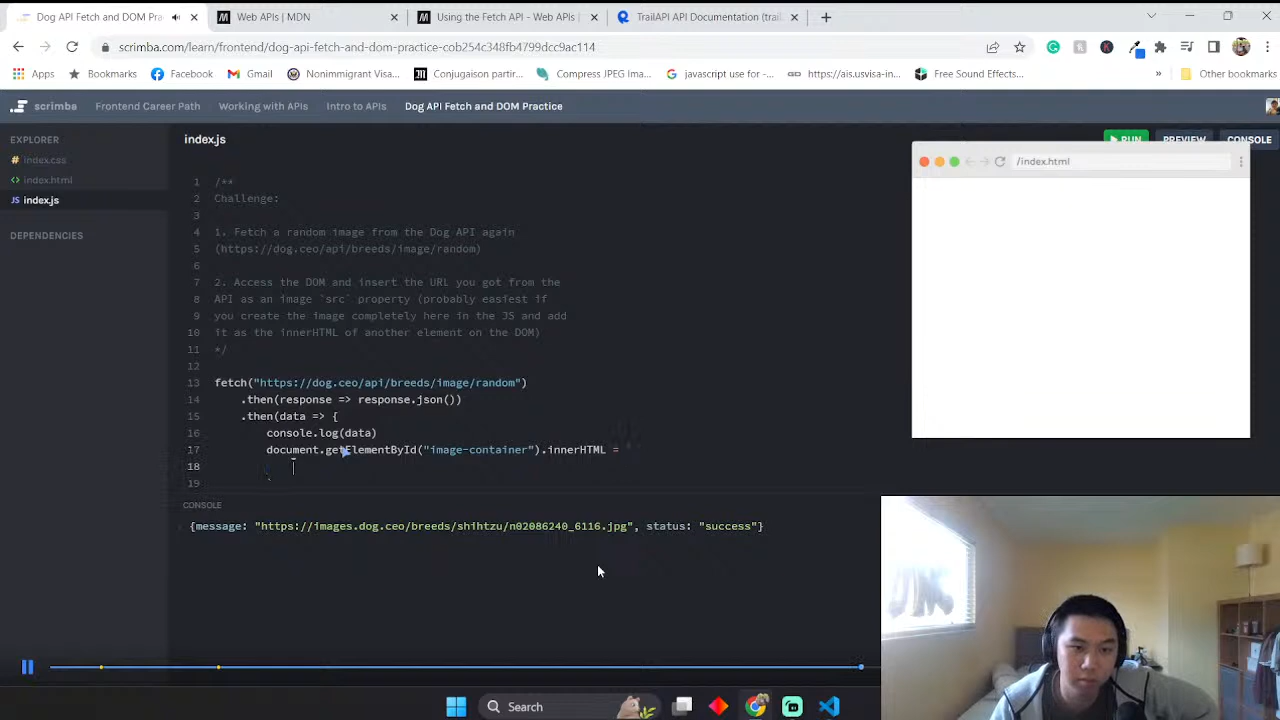 Dog API Fetch and DOM Pra
Web APIs | MDN
Using the Fetch API - Web APIs |
TrailAPI API Documentation (trail.
scrimba.com/learn/frontend/dog-api-fetch-and-dom-practice-cob254c348fb4799dcc9ac114
Apps
Bookmarks
Facebook
Gmail
Nonimmigrant Visa...
Conjugaison partir...
Compress JPEG Ima...
javascript use for -...
https://ais.usvisa-in...
Free Sound Effects...
»
Other bookmarks
scrimba
Frontend Career Path
Working with APIs
Intro to APIs
Dog API Fetch and DOM Practice
EXPLORER
index.css
index.html
JS index.js
DEPENDENCIES
index.js
RUN
PREVIEW
CONSOLE
/index.html
1 /**
2 Challenge:
3
4 1. Fetch a random image from the Dog API again
5 (https://dog.ceo/api/breeds/image/random)
6
7 2. Access the DOM and insert the URL you got from the
8 API as an image `src` property (probably easiest if
9 you create the image completely here in the JS and add
10 it as the innerHTML of another element on the DOM)
11 */
12
13 fetch("https://dog.ceo/api/breeds/image/random")
14 .then(response => response.json())
15 .then(data => {
16 console.log(data)
17 document.getElementById("image-container").innerHTML = `
18
19 `
CONSOLE
{message: "https://images.dog.ceo/breeds/shihtzu/n02086240_6116.jpg", status: "success"}
Search